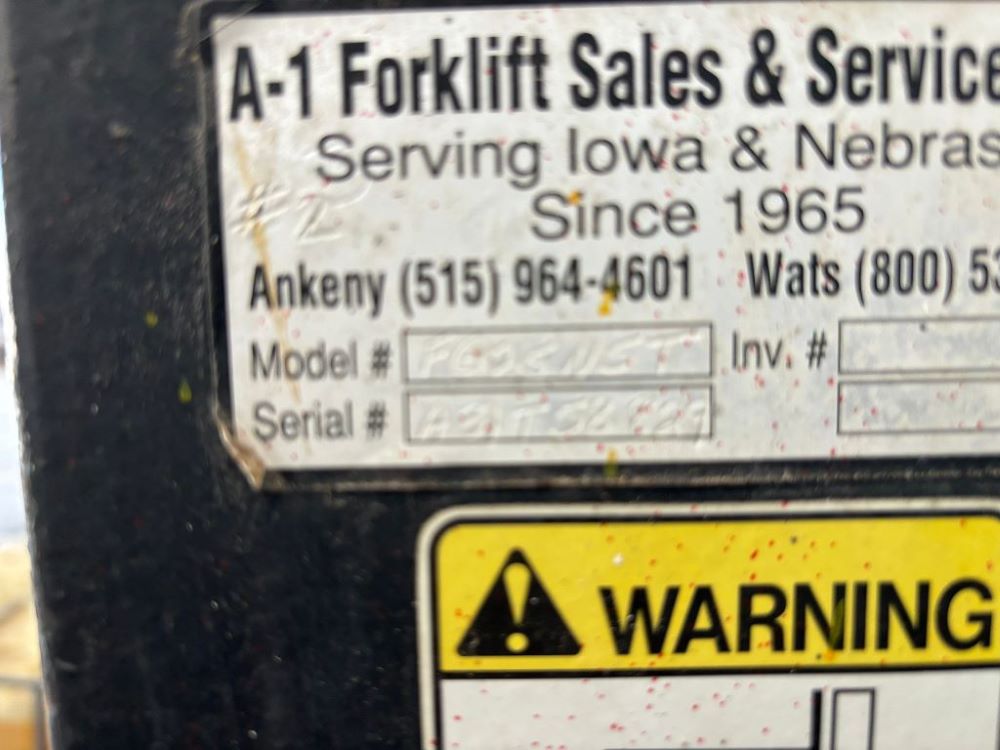 A-1 Forklift Sales & Service
Serving Iowa & Nebras
Since 1965
#2
Ankeny (515) 964-4601 Wats (800) 53
Model # Inv. #
Serial #
WARNING